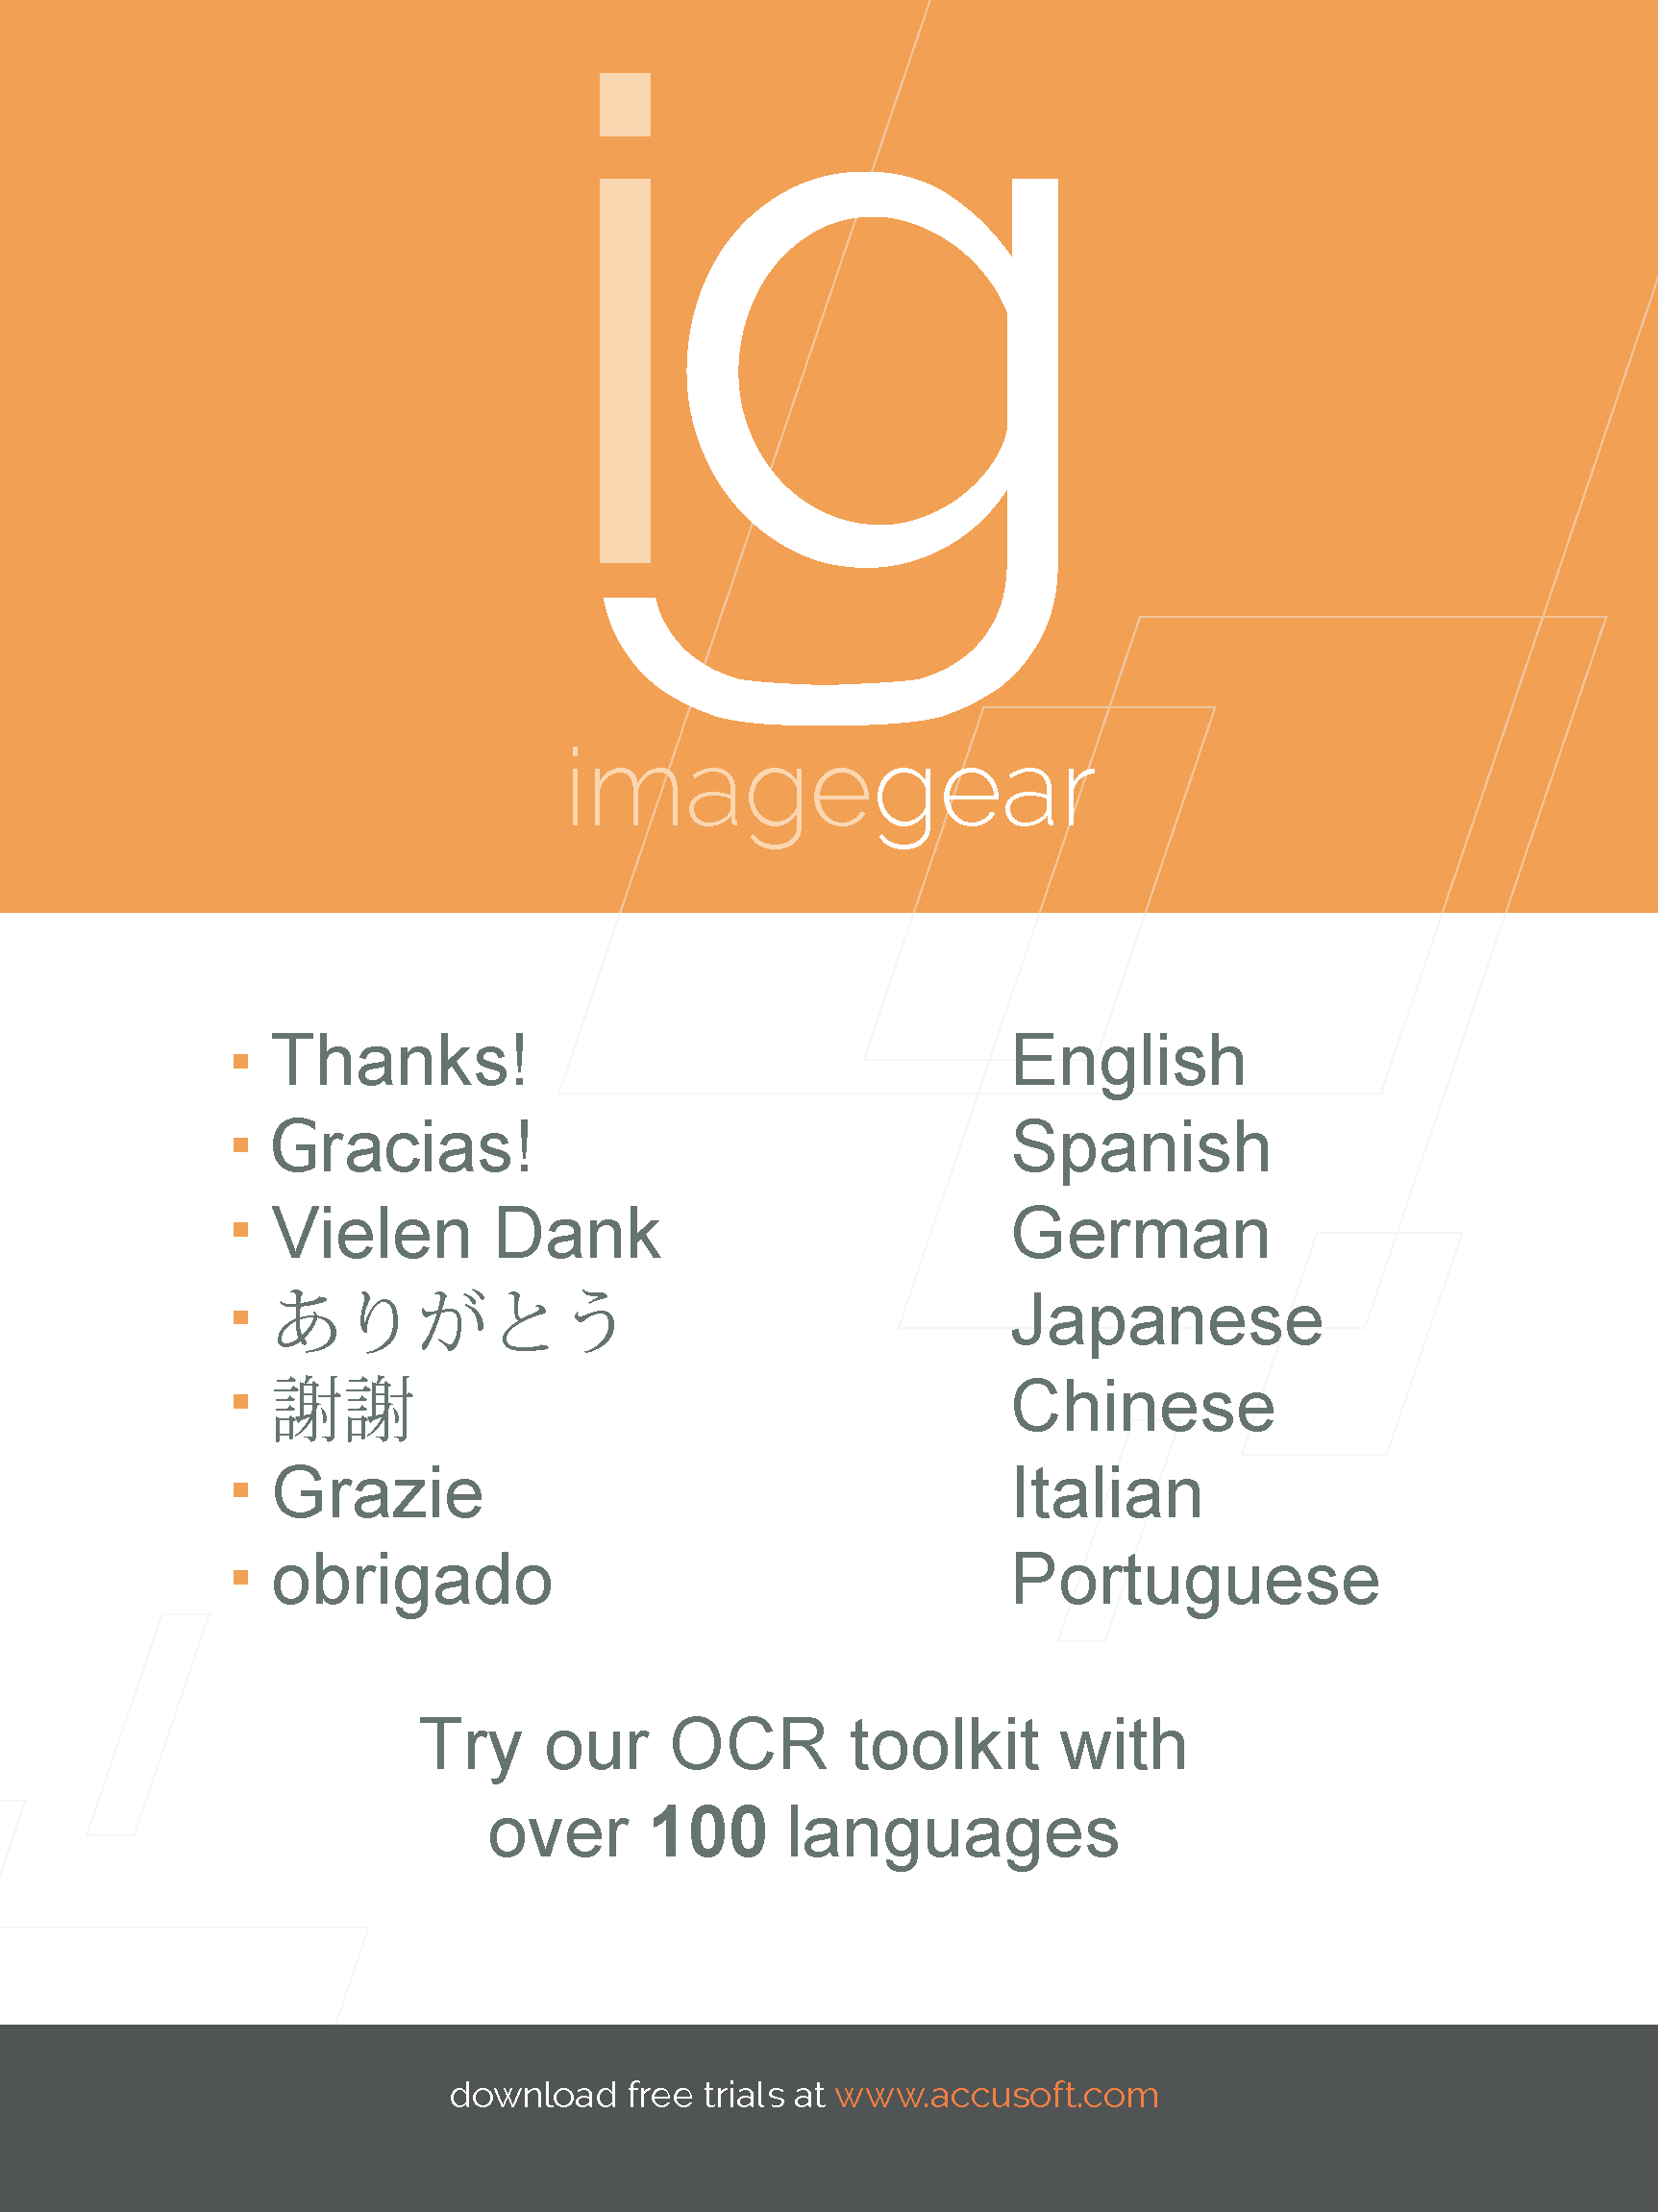 ig
imagegear
Thanks! English
Gracias! Spanish
Vielen Dank German
ありがとう Japanese
謝謝 Chinese
Grazie Italian
obrigado Portuguese
Try our OCR toolkit with
over 100 languages
download free trials at www.accusoft.com